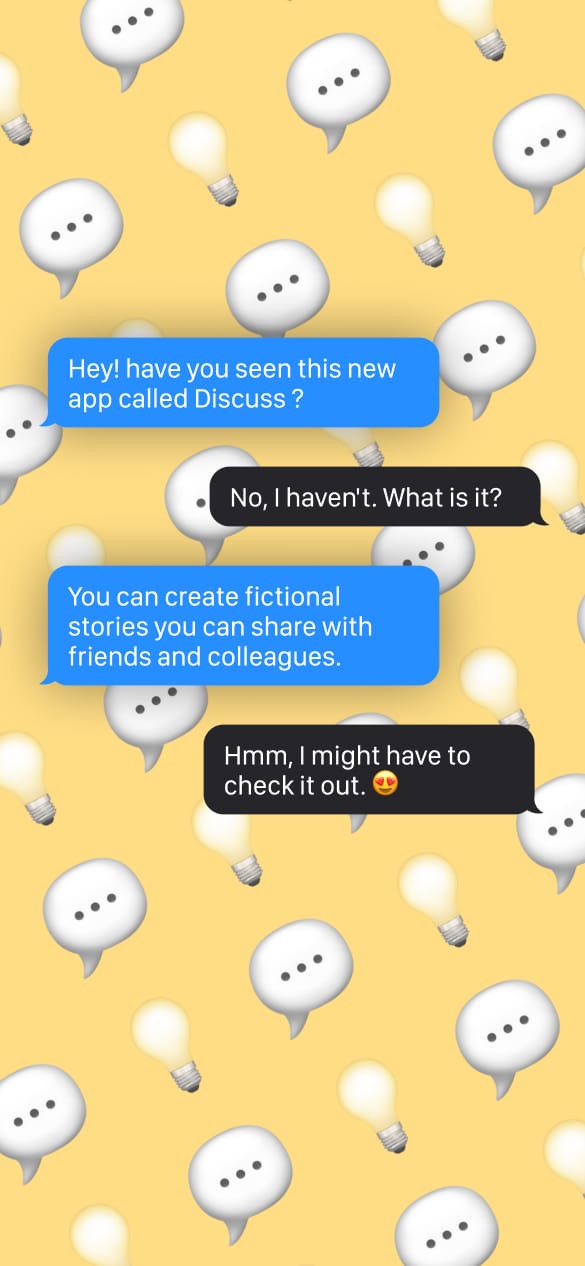 Hey! have you seen this new
app called Discuss ?
No, I haven't. What is it?
You can create fictional
stories you can share with
friends and colleagues.
Hmm, I might have to
check it out. 😍